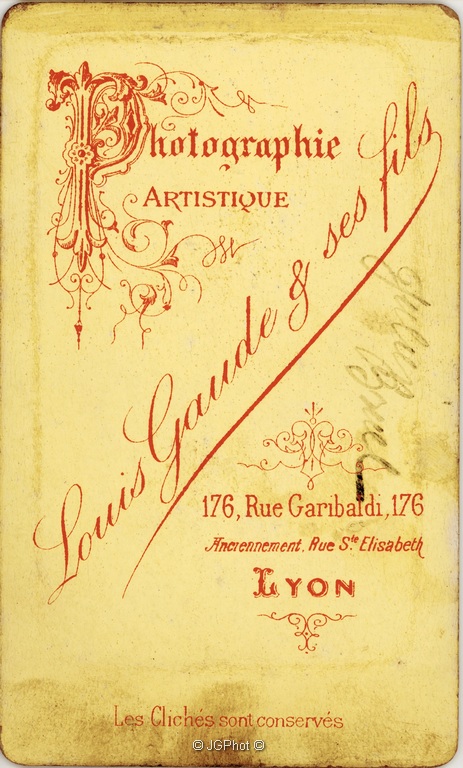 Photographie
ARTISTIQUE
Louis Gaude & ses fils
176, Rue Garibaldi, 176
Anciennement, Rue Ste Elisabeth
LYON
Les Clichés sont conservés
© JGPhot ©